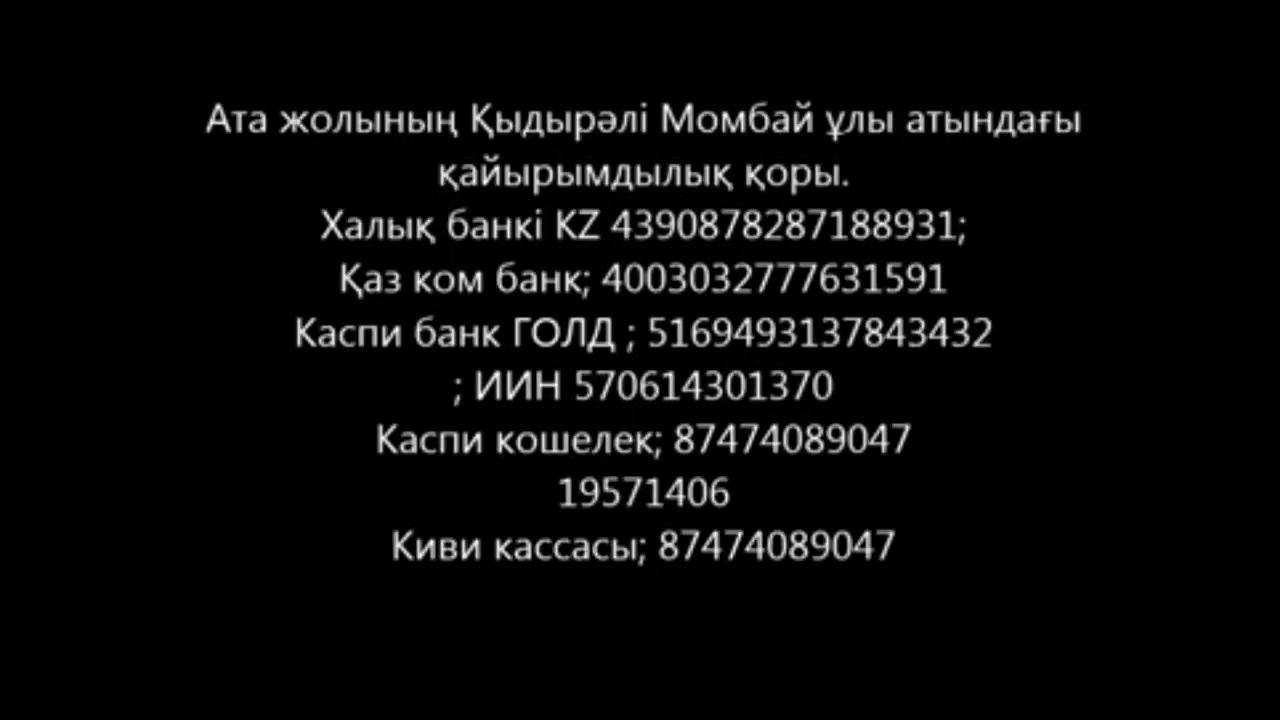 Ата жолының Қыдырәлі Момбай ұлы атындағы
қайырымдылық қоры.
Халық банкі KZ 4390878287188931;
Қаз ком банк; 4003032777631591
Каспи банк ГОЛД ; 5169493137843432
; ИИН 570614301370
Каспи кошелек; 87474089047
19571406
Киви кассасы; 87474089047